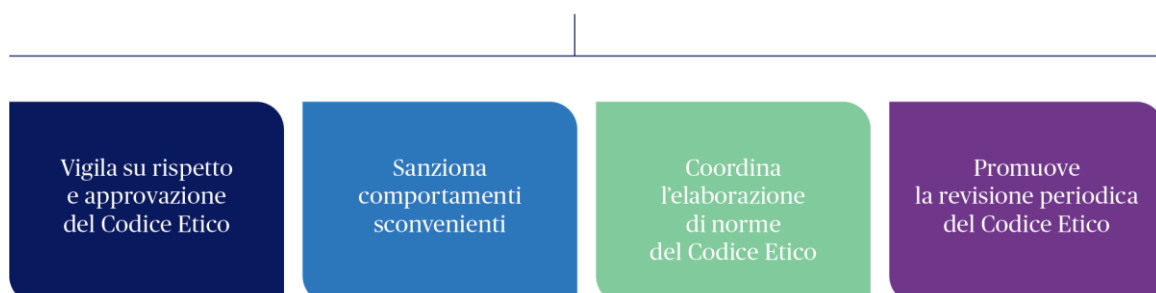 Vigila su rispetto
e approvazione
del Codice Etico
Sanziona
comportamenti
sconvenienti
Coordina
l’elaborazione
di norme
del Codice Etico
Promuove
la revisione periodica
del Codice Etico